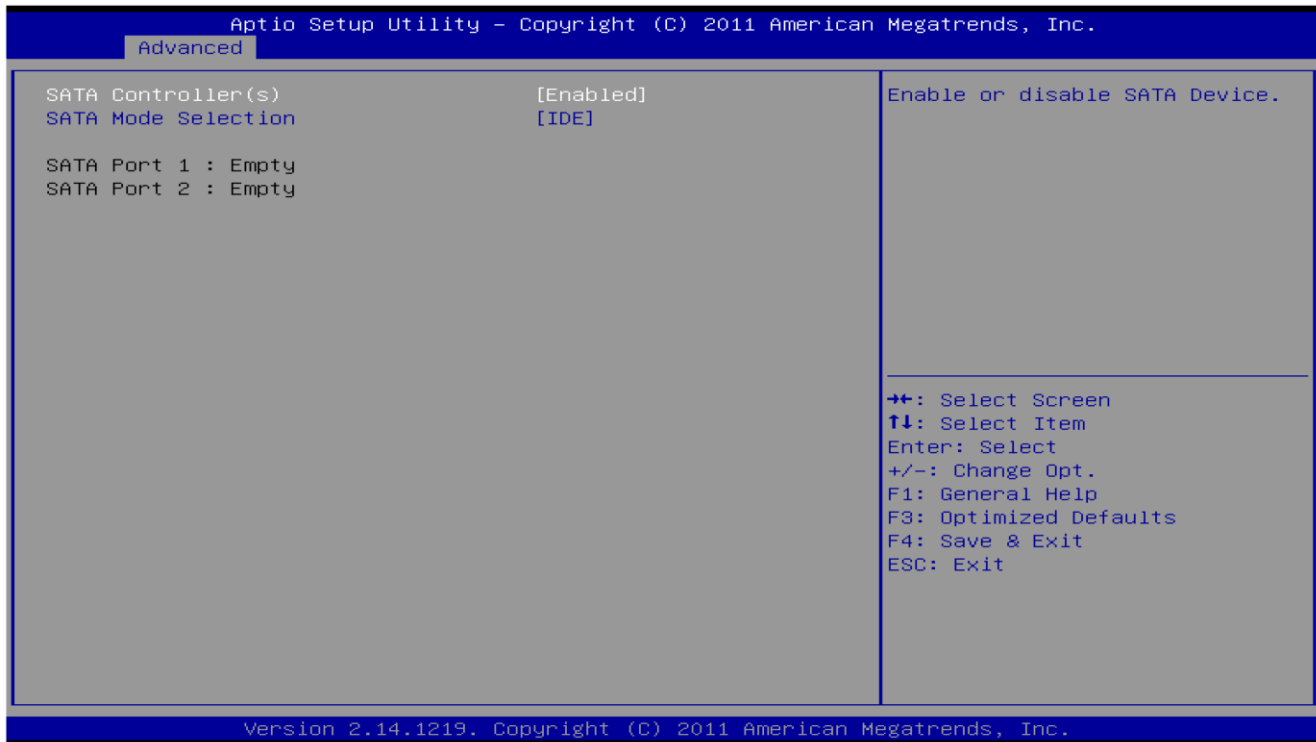 Aptio Setup Utility – Copyright (C) 2011 American Megatrends, Inc.
Advanced
SATA Controller(s) [Enabled]
SATA Mode Selection [IDE]
SATA Port 1 : Empty
SATA Port 2 : Empty
Enable or disable SATA Device.
→←: Select Screen
↑↓: Select Item
Enter: Select
+/-: Change Opt.
F1: General Help
F3: Optimized Defaults
F4: Save & Exit
ESC: Exit
Version 2.14.1219. Copyright (C) 2011 American Megatrends, Inc.